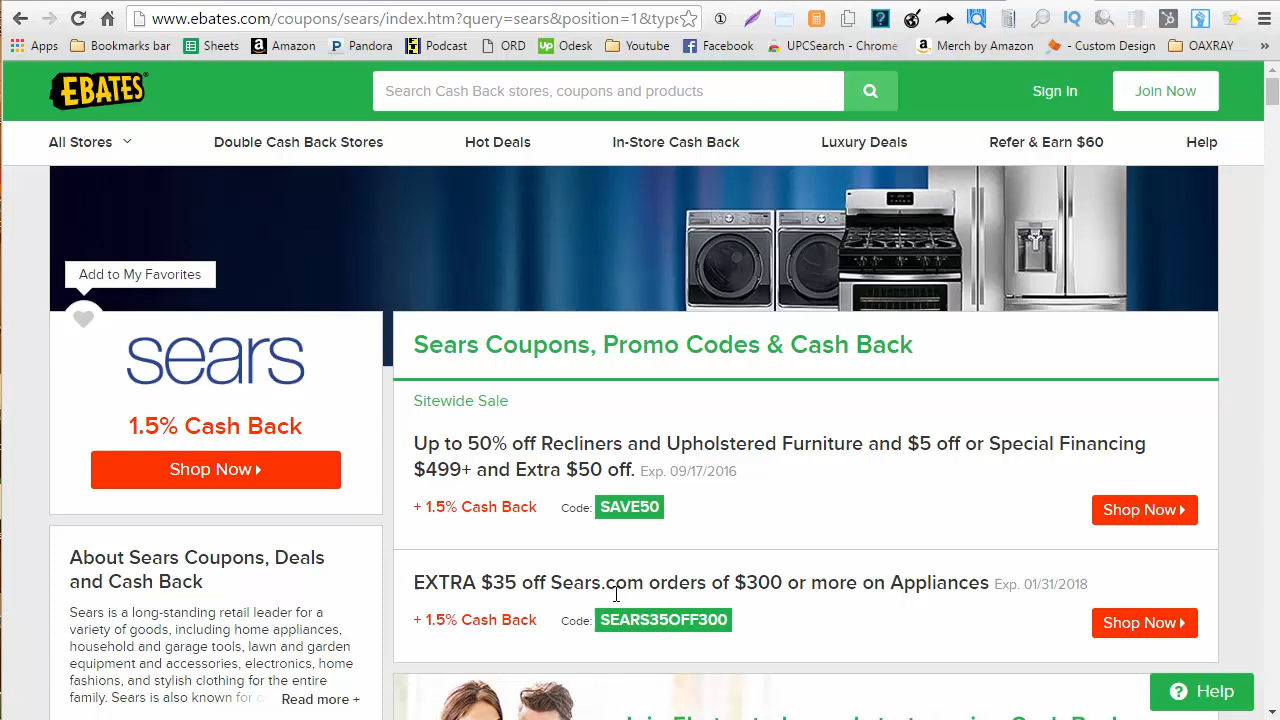 www.ebates.com/coupons/sears/index.htm?query=sears&position=1&type
Apps Bookmarks bar Sheets Amazon Pandora Podcast ORD Odesk Youtube Facebook UPCSearch - Chrome Merch by Amazon - Custom Design OAXRAY »
EBATES
Search Cash Back stores, coupons and products
Sign In
Join Now
All Stores Double Cash Back Stores Hot Deals In-Store Cash Back Luxury Deals Refer & Earn $60 Help
Add to My Favorites
sears
1.5% Cash Back
Shop Now
About Sears Coupons, Deals
and Cash Back
Sears is a long-standing retail leader for a
variety of goods, including home appliances,
household and garage tools, lawn and garden
equipment and accessories, electronics, home
fashions, and stylish clothing for the entire
family. Sears is also known for Read more +
Sears Coupons, Promo Codes & Cash Back
Sitewide Sale
Up to 50% off Recliners and Upholstered Furniture and $5 off or Special Financing
$499+ and Extra $50 off. Exp. 09/17/2016
+ 1.5% Cash Back Code: SAVE50
Shop Now
EXTRA $35 off Sears.com orders of $300 or more on Appliances Exp. 01/31/2018
+ 1.5% Cash Back Code: SEARS35OFF300
Shop Now
Help